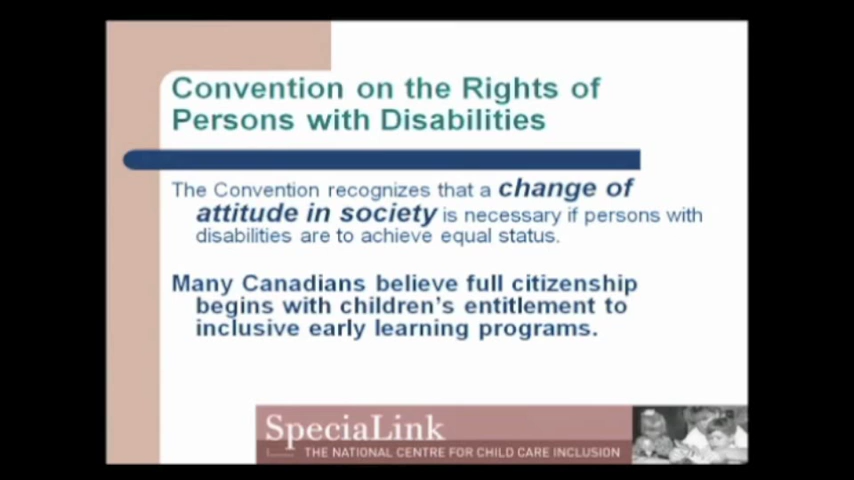 Convention on the Rights of
Persons with Disabilities
The Convention recognizes that a change of
attitude in society is necessary if persons with
disabilities are to achieve equal status.
Many Canadians believe full citizenship
begins with children's entitlement to
inclusive early learning programs.
SpeciaLink
THE NATIONAL CENTRE FOR CHILD CARE INCLUSION